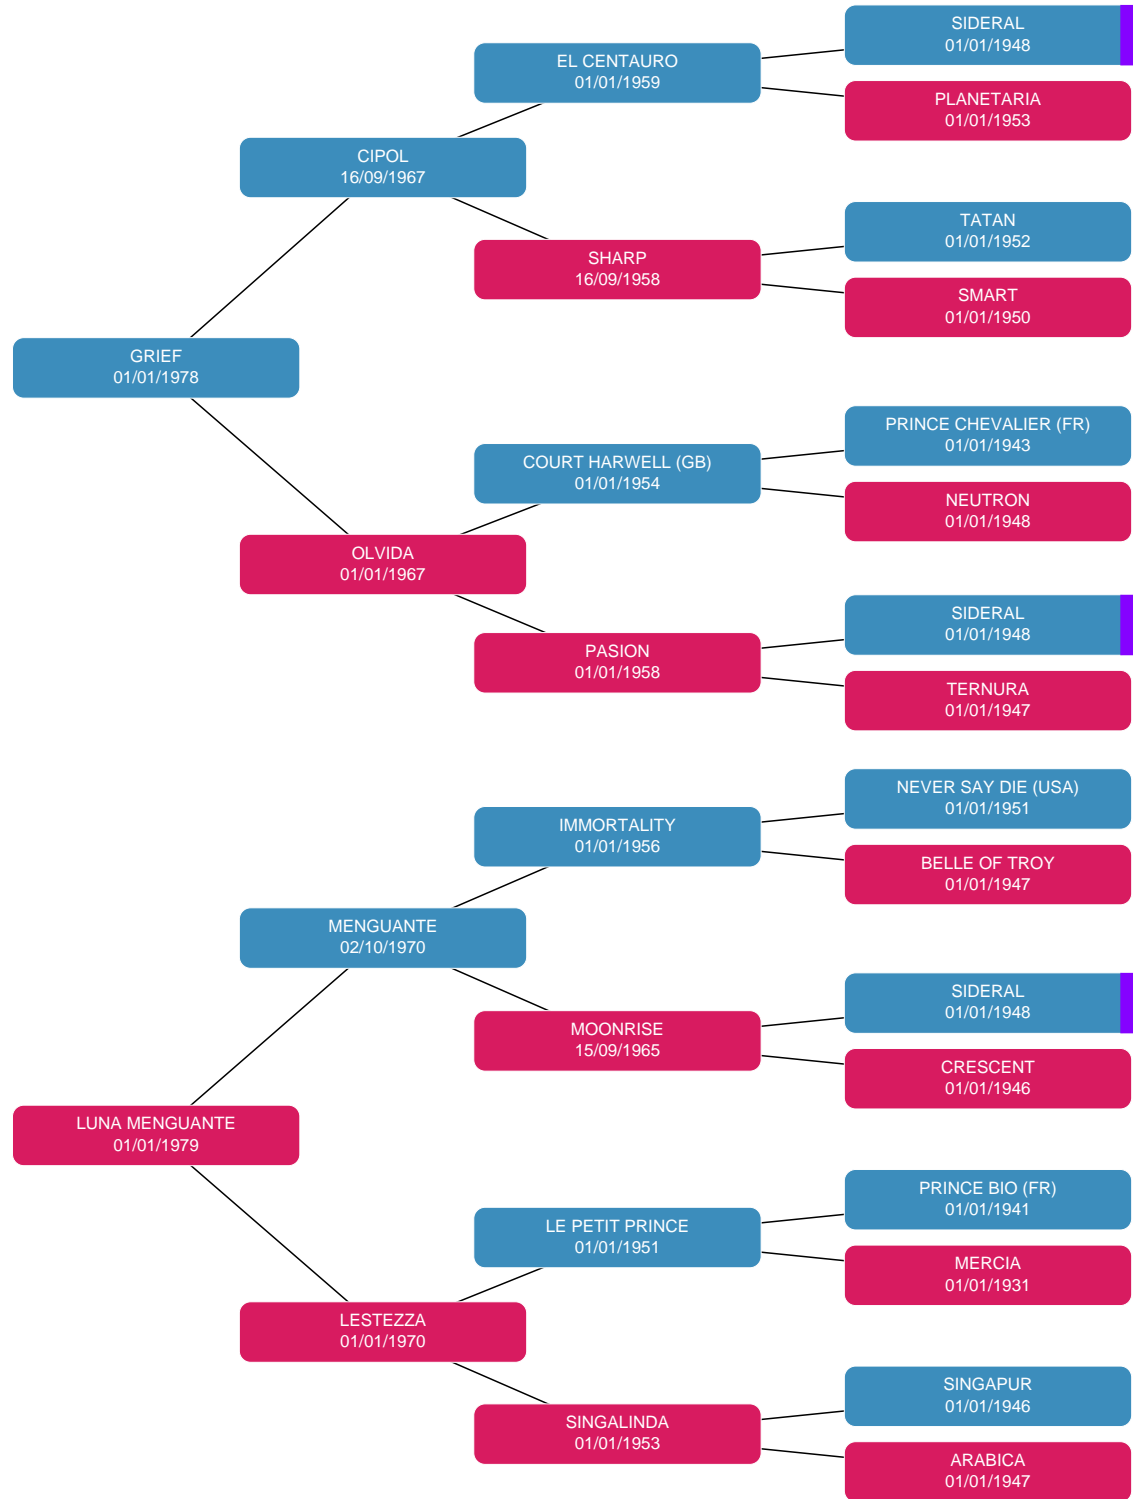 SIDERAL
01/01/1948
EL CENTAURO
01/01/1959
PLANETARIA
01/01/1953
CIPOL
16/09/1967
TATAN
01/01/1952
SHARP
16/09/1958
SMART
01/01/1950
GRIEF
01/01/1978
PRINCE CHEVALIER (FR)
01/01/1943
COURT HARWELL (GB)
01/01/1954
NEUTRON
01/01/1948
OLVIDA
01/01/1967
SIDERAL
01/01/1948
PASION
01/01/1958
TERNURA
01/01/1947
NEVER SAY DIE (USA)
01/01/1951
IMMORTALITY
01/01/1956
BELLE OF TROY
01/01/1947
MENGUANTE
02/10/1970
SIDERAL
01/01/1948
MOONRISE
15/09/1965
CRESCENT
01/01/1946
LUNA MENGUANTE
01/01/1979
PRINCE BIO (FR)
01/01/1941
LE PETIT PRINCE
01/01/1951
MERCIA
01/01/1931
LESTEZZA
01/01/1970
SINGAPUR
01/01/1946
SINGALINDA
01/01/1953
ARABICA
01/01/1947